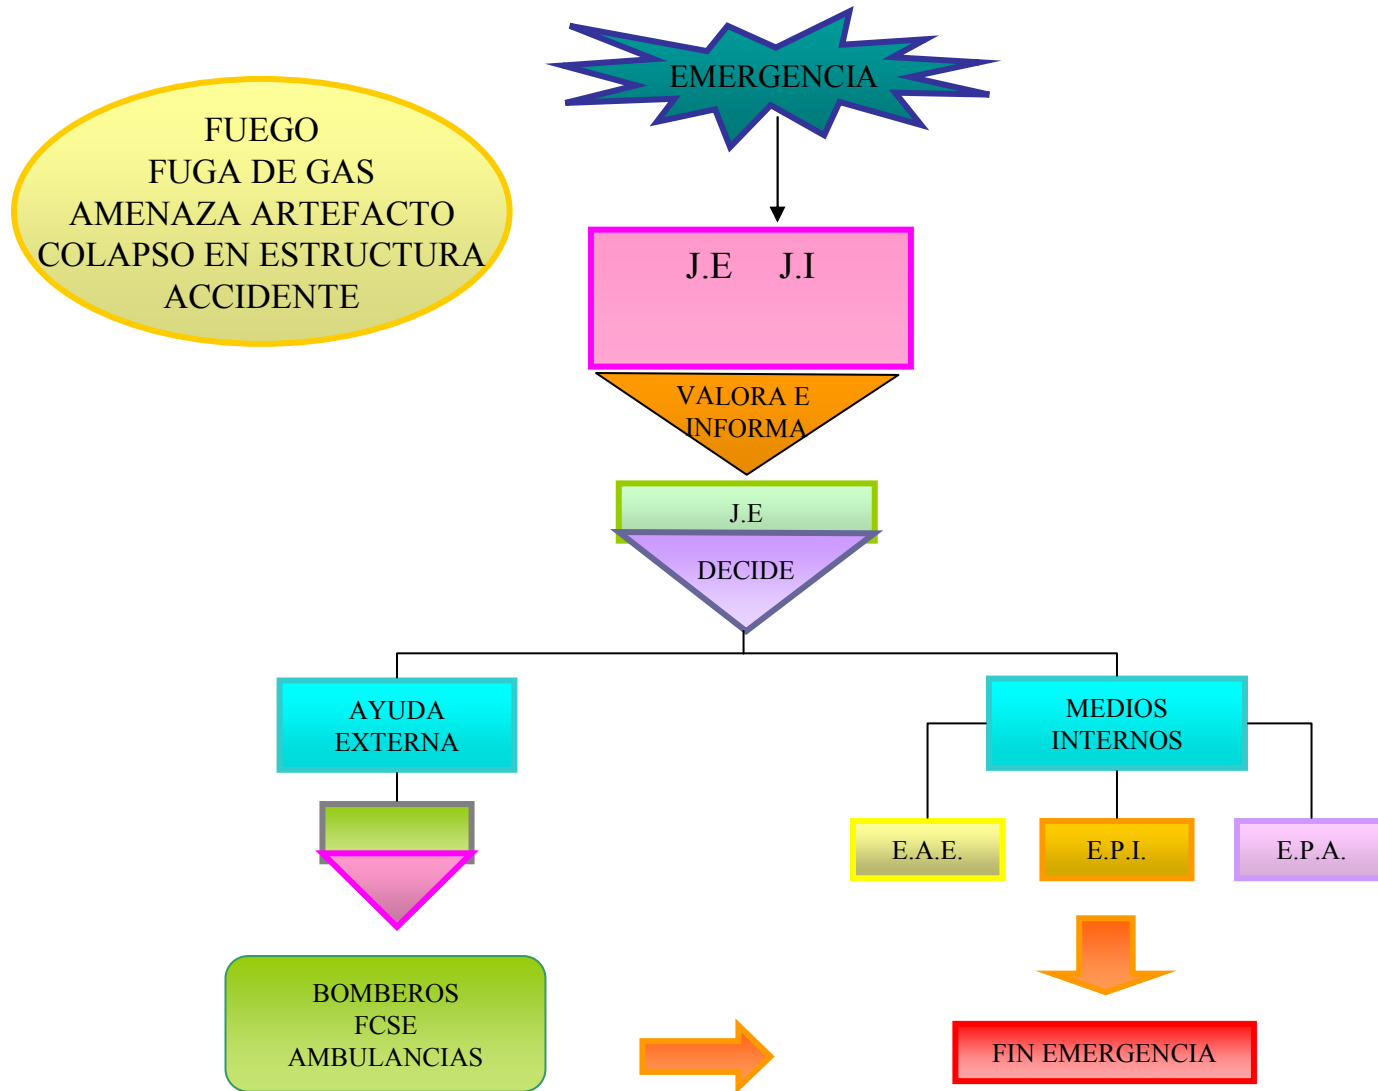 EMERGENCIA
FUEGO
FUGA DE GAS
AMENAZA ARTEFACTO
COLAPSO EN ESTRUCTURA
ACCIDENTE
J.E J.I
VALORA E
INFORMA
J.E
DECIDE
AYUDA
EXTERNA
MEDIOS
INTERNOS
E.A.E.
E.P.I.
E.P.A.
BOMBEROS
FCSE
AMBULANCIAS
FIN EMERGENCIA